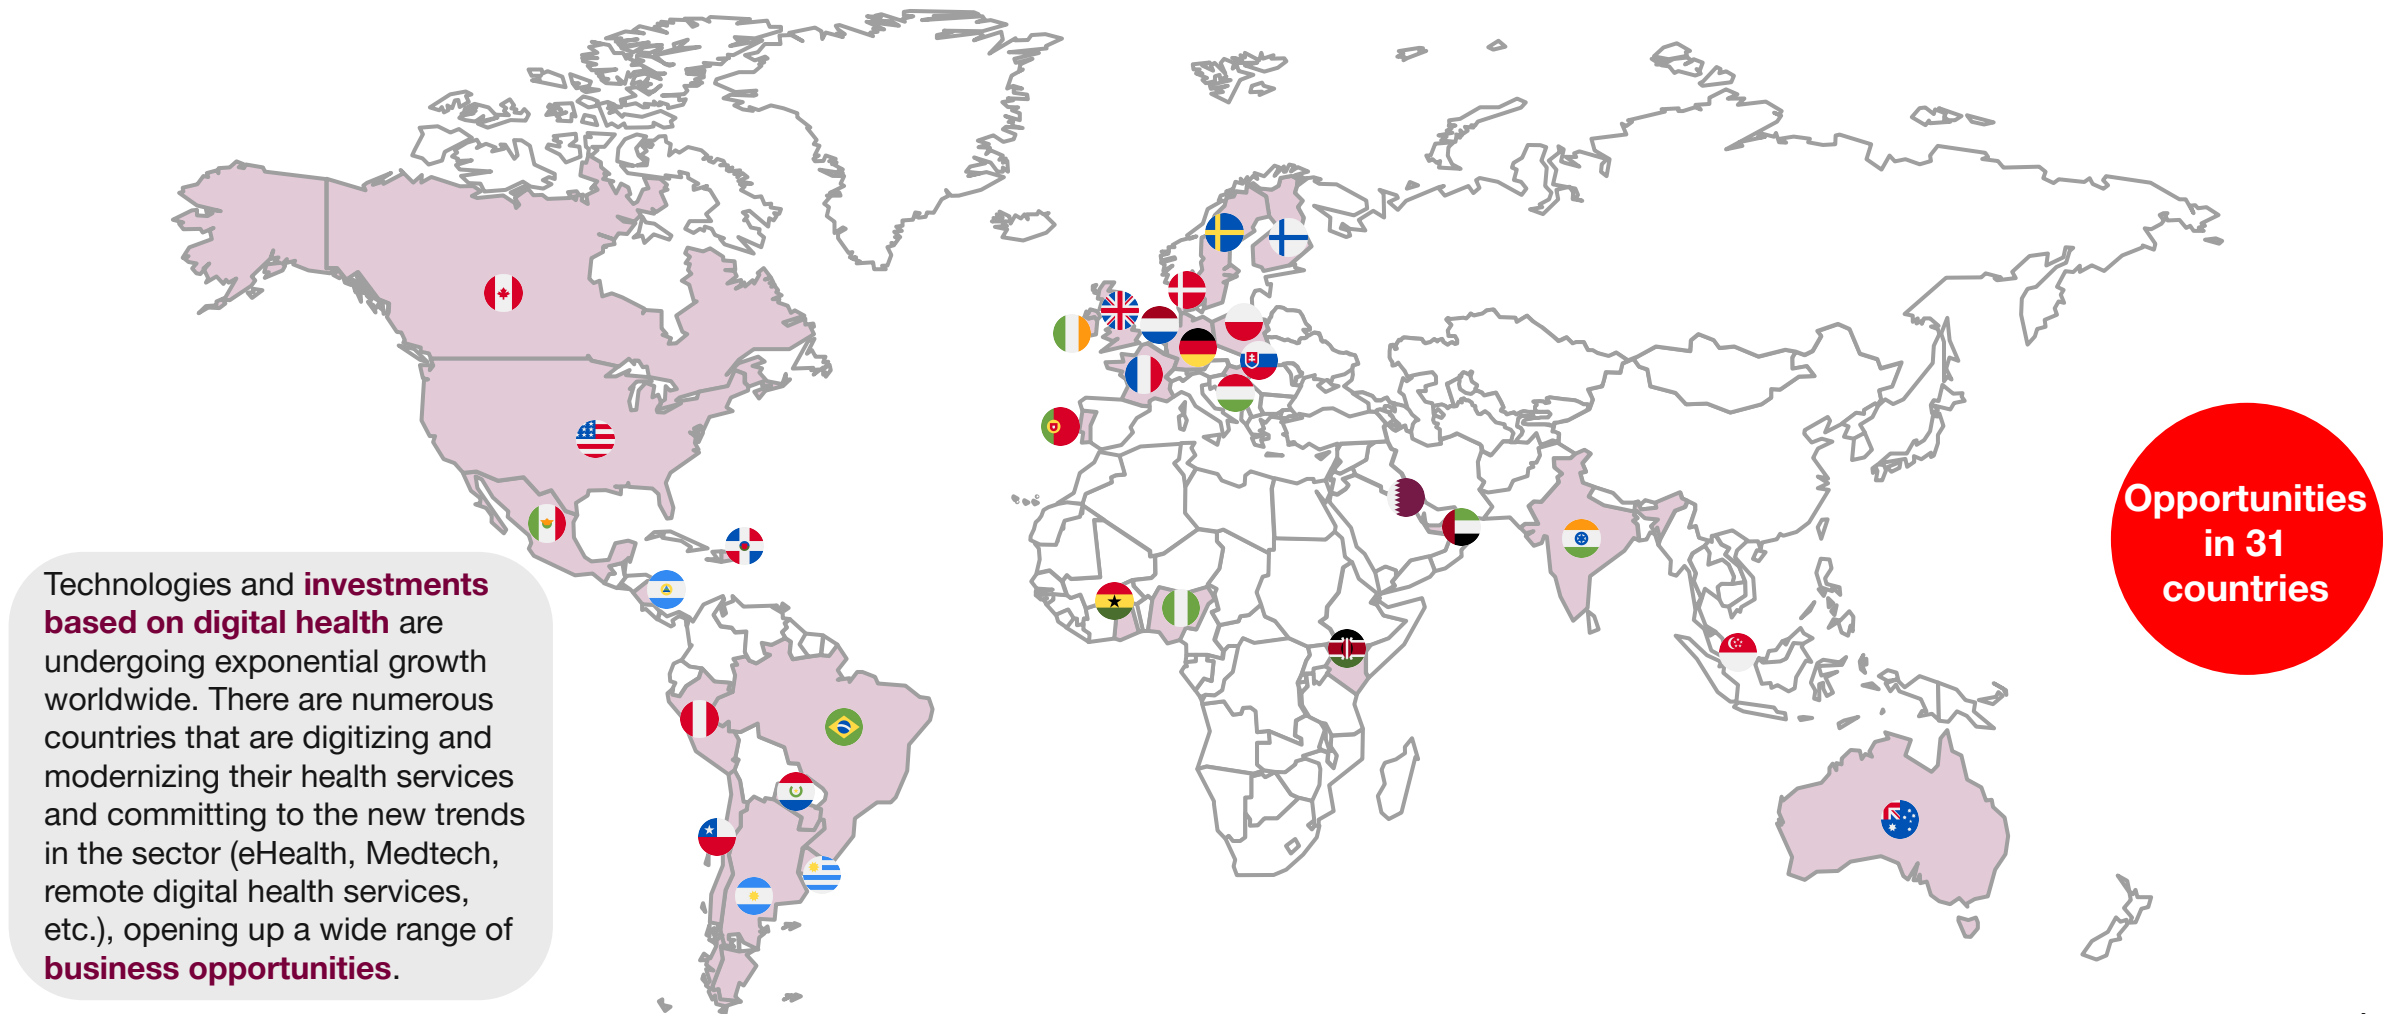 Technologies and investments
based on digital health are
undergoing exponential growth
worldwide. There are numerous
countries that are digitizing and
modernizing their health services
and committing to the new trends
in the sector (eHealth, Medtech,
remote digital health services,
etc.), opening up a wide range of
business opportunities.
Opportunities
in 31
countries